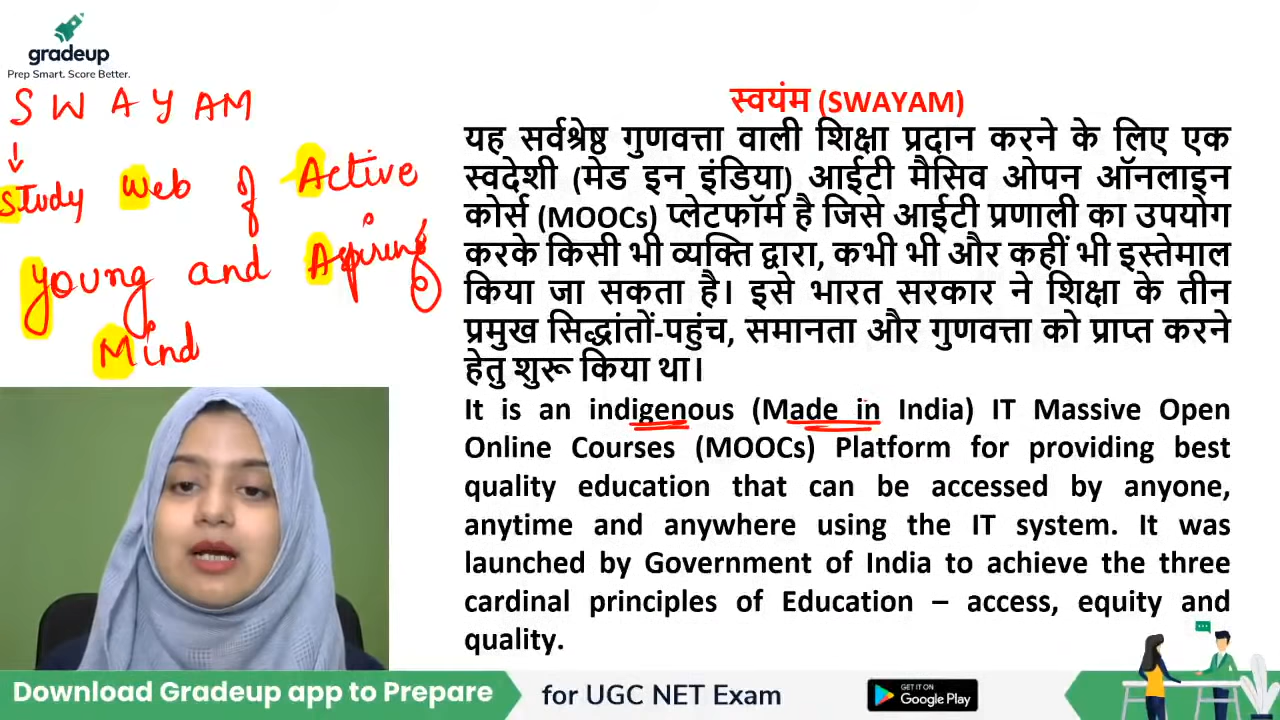 gradeup
Prep Smart. Score Better.
S W A Y A M
Study Web of Active
young and Aspiring
Mind
स्वयंम (SWAYAM)
यह सर्वश्रेष्ठ गुणवत्ता वाली शिक्षा प्रदान करने के लिए एक
स्वदेशी (मेड इन इंडिया) आईटी मैसिव ओपन ऑनलाइन
कोर्स (MOOCs) प्लेटफॉर्म है जिसे आईटी प्रणाली का उपयोग
करके किसी भी व्यक्ति द्वारा, कभी भी और कहीं भी इस्तेमाल
किया जा सकता है। इसे भारत सरकार ने शिक्षा के तीन
प्रमुख सिद्धांतों-पहुंच, समानता और गुणवत्ता को प्राप्त करने
हेतु शुरू किया था।
It is an indigenous (Made in India) IT Massive Open
Online Courses (MOOCs) Platform for providing best
quality education that can be accessed by anyone,
anytime and anywhere using the IT system. It was
launched by Government of India to achieve the three
cardinal principles of Education – access, equity and
quality.
Download Gradeup app to Prepare
for UGC NET Exam
GET IT ON
Google Play